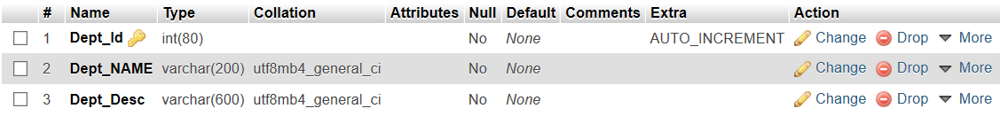 # Name Type Collation Attributes Null Default Comments Extra Action
1 Dept_Id int(80) No None AUTO_INCREMENT Change Drop More
2 Dept_NAME varchar(200) utf8mb4_general_ci No None Change Drop More
3 Dept_Desc varchar(600) utf8mb4_general_ci No None Change Drop More